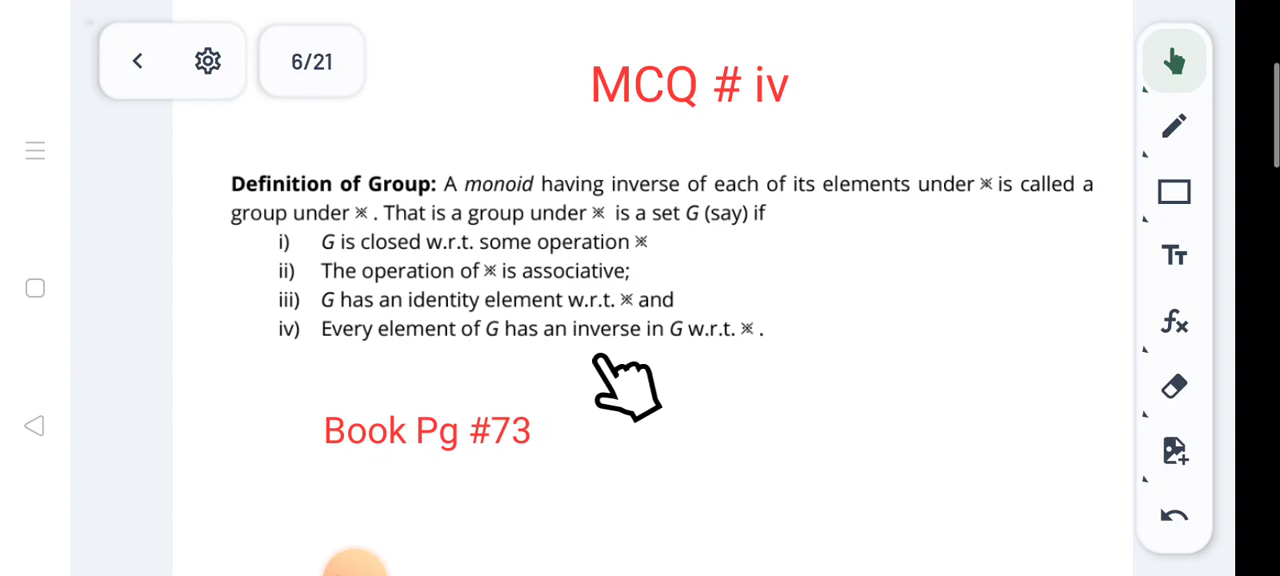 6/21
MCQ # iv
Definition of Group: A monoid having inverse of each of its elements under ※ is called a
group under ※ . That is a group under ※ is a set G (say) if
i) G is closed w.r.t. some operation ※
ii) The operation of ※ is associative;
iii) G has an identity element w.r.t. ※ and
iv) Every element of G has an inverse in G w.r.t. ※ .
Book Pg #73
Tт
fx